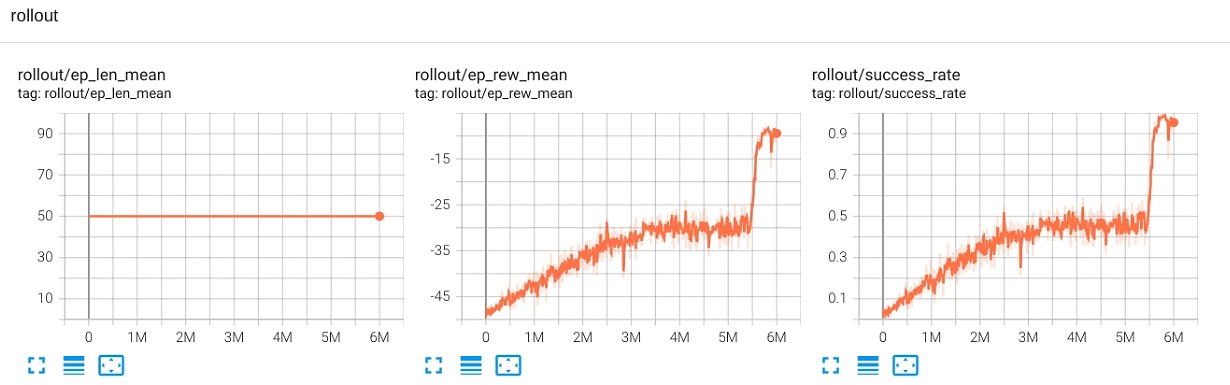 rollout
rollout/ep_len_mean
tag: rollout/ep_len_mean
90
70
50
30
10
0 1M 2M 3M 4M 5M 6M
rollout/ep_rew_mean
tag: rollout/ep_rew_mean
-15
-25
-35
-45
0 1M 2M 3M 4M 5M 6M
rollout/success_rate
tag: rollout/success_rate
0.9
0.7
0.5
0.3
0.1
0 1M 2M 3M 4M 5M 6M